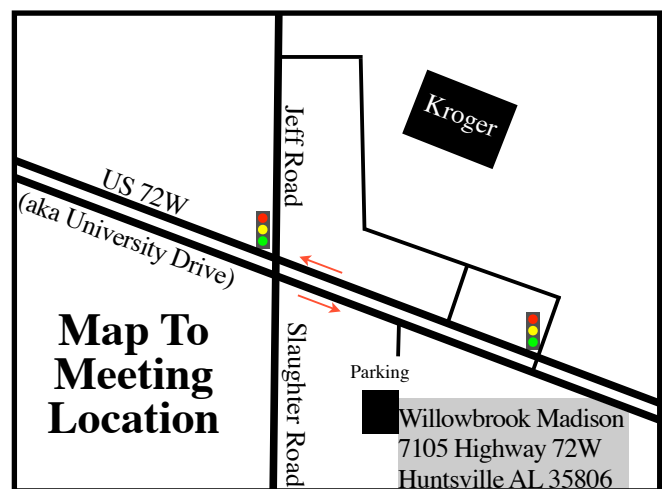 Kroger
Jeff Road
US 72W
(aka University Drive)
Map To
Meeting
Location
Slaughter Road
Parking
Willowbrook Madison
7105 Highway 72W
Huntsville AL 35806